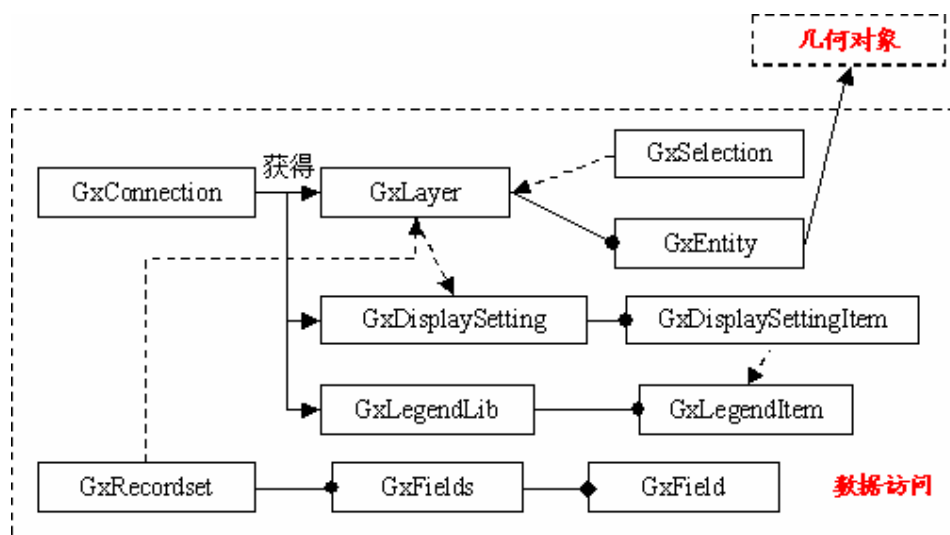 几何对象
获得
GxSelection
GxConnection
GxLayer
GxEntity
GxDisplaySetting
GxDisplaySettingItem
GxLegendLib
GxLegendItem
GxRecordset
GxFields
GxField
数据访问